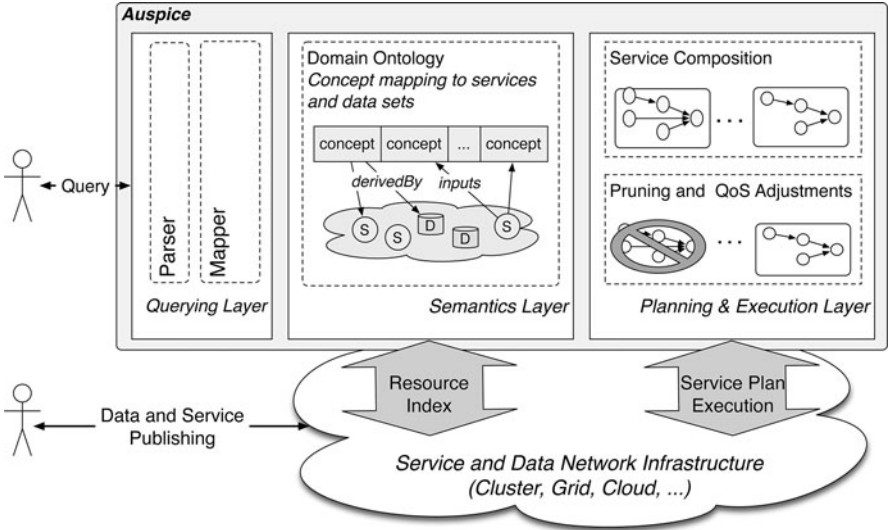 Auspice
Query
Parser
Mapper
Querying Layer
Domain Ontology
Concept mapping to services
and data sets
concept concept ... concept
derivedBy inputs
S S D D S
Semantics Layer
Service Composition
...
Pruning and QoS Adjustments
...
Planning & Execution Layer
Resource
Index
Service Plan
Execution
Data and Service
Publishing
Service and Data Network Infrastructure
(Cluster, Grid, Cloud, ...)